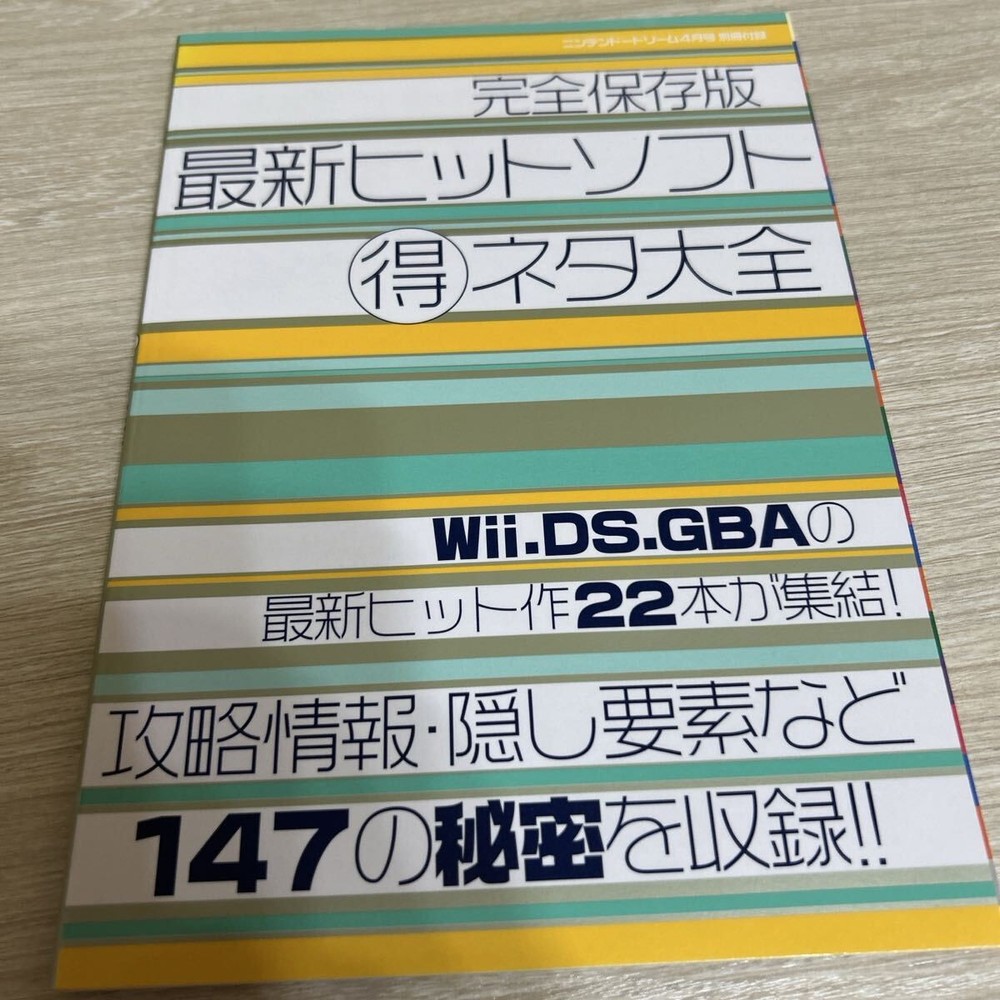 ニンテンドードリーム4月号 別冊付録
完全保存版
最新ヒットソフト
得ネタ大全
Wii.DS.GBAの
最新ヒット作22本が集結!
攻略情報・隠し要素など
147の秘密を収録!!